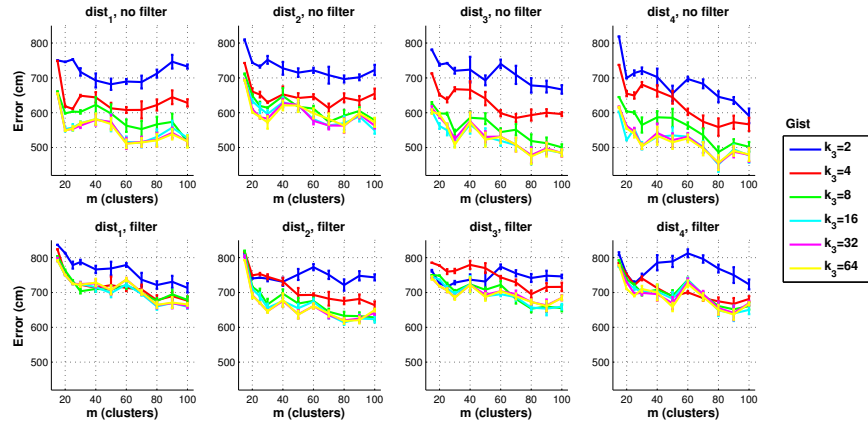 dist1, no filter
dist2, no filter
dist3, no filter
dist4, no filter
Error (cm)
800
700
600
500
20 40 60 80 100
m (clusters)
800
700
600
500
20 40 60 80 100
m (clusters)
800
700
600
500
20 40 60 80 100
m (clusters)
800
700
600
500
20 40 60 80 100
m (clusters)
dist1, filter
dist2, filter
dist3, filter
dist4, filter
Error (cm)
800
700
600
500
20 40 60 80 100
m (clusters)
800
700
600
500
20 40 60 80 100
m (clusters)
800
700
600
500
20 40 60 80 100
m (clusters)
800
700
600
500
20 40 60 80 100
m (clusters)
Gist
k3=2
k3=4
k3=8
k3=16
k3=32
k3=64